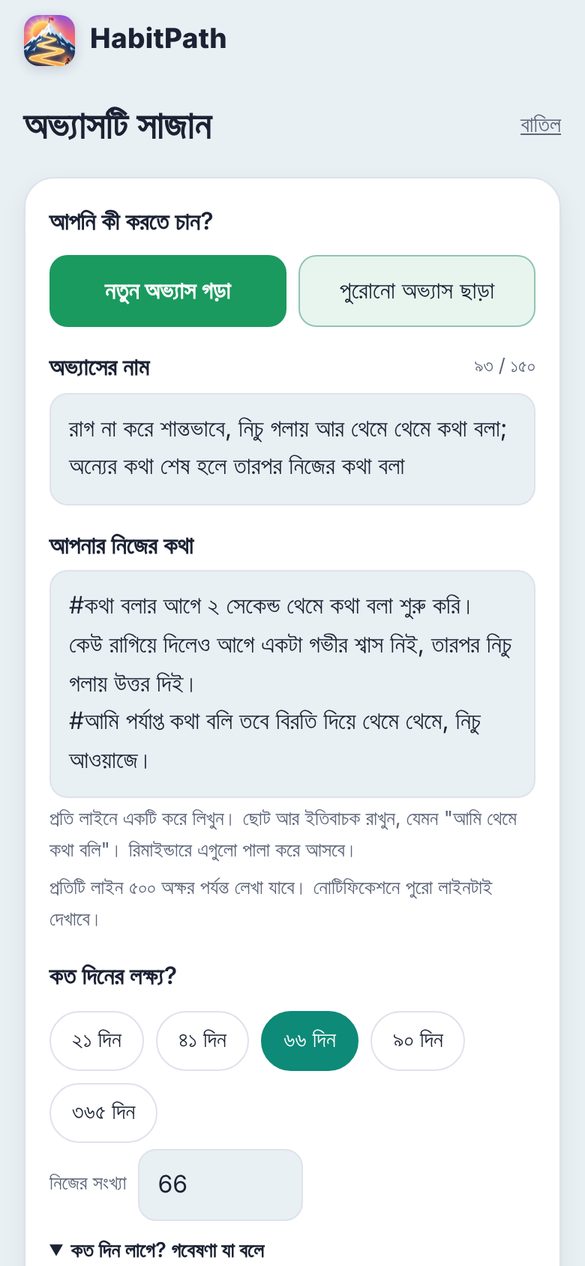 HabitPath
অভ্যাসটি সাজান
বাতিল
আপনি কী করতে চান?
নতুন অভ্যাস গড়া
পুরোনো অভ্যাস ছাড়া
অভ্যাসের নাম
৯৩ / ১৫০
রাগ না করে শান্তভাবে, নিচু গলায় আর থেমে থেমে কথা বলা;
অন্যের কথা শেষ হলে তারপর নিজের কথা বলা
আপনার নিজের কথা
#কথা বলার আগে ২ সেকেন্ড থেমে কথা বলা শুরু করি।
কেউ রাগিয়ে দিলেও আগে একটা গভীর শ্বাস নিই, তারপর নিচু
গলায় উত্তর দিই।
#আমি পর্যাপ্ত কথা বলি তবে বিরতি দিয়ে থেমে থেমে, নিচু
আওয়াজে।
প্রতি লাইনে একটি করে লিখুন। ছোট আর ইতিবাচক রাখুন, যেমন "আমি থেমে
কথা বলি"। রিমাইন্ডারে এগুলো পালা করে আসবে।
প্রতিটি লাইন ৫০০ অক্ষর পর্যন্ত লেখা যাবে। নোটিফিকেশনে পুরো লাইনটাই
দেখাবে।
কত দিনের লক্ষ্য?
২১ দিন
৪১ দিন
৬৬ দিন
৯০ দিন
৩৬৫ দিন
নিজের সংখ্যা
66
▼ কত দিন লাগে? গবেষণা যা বলে